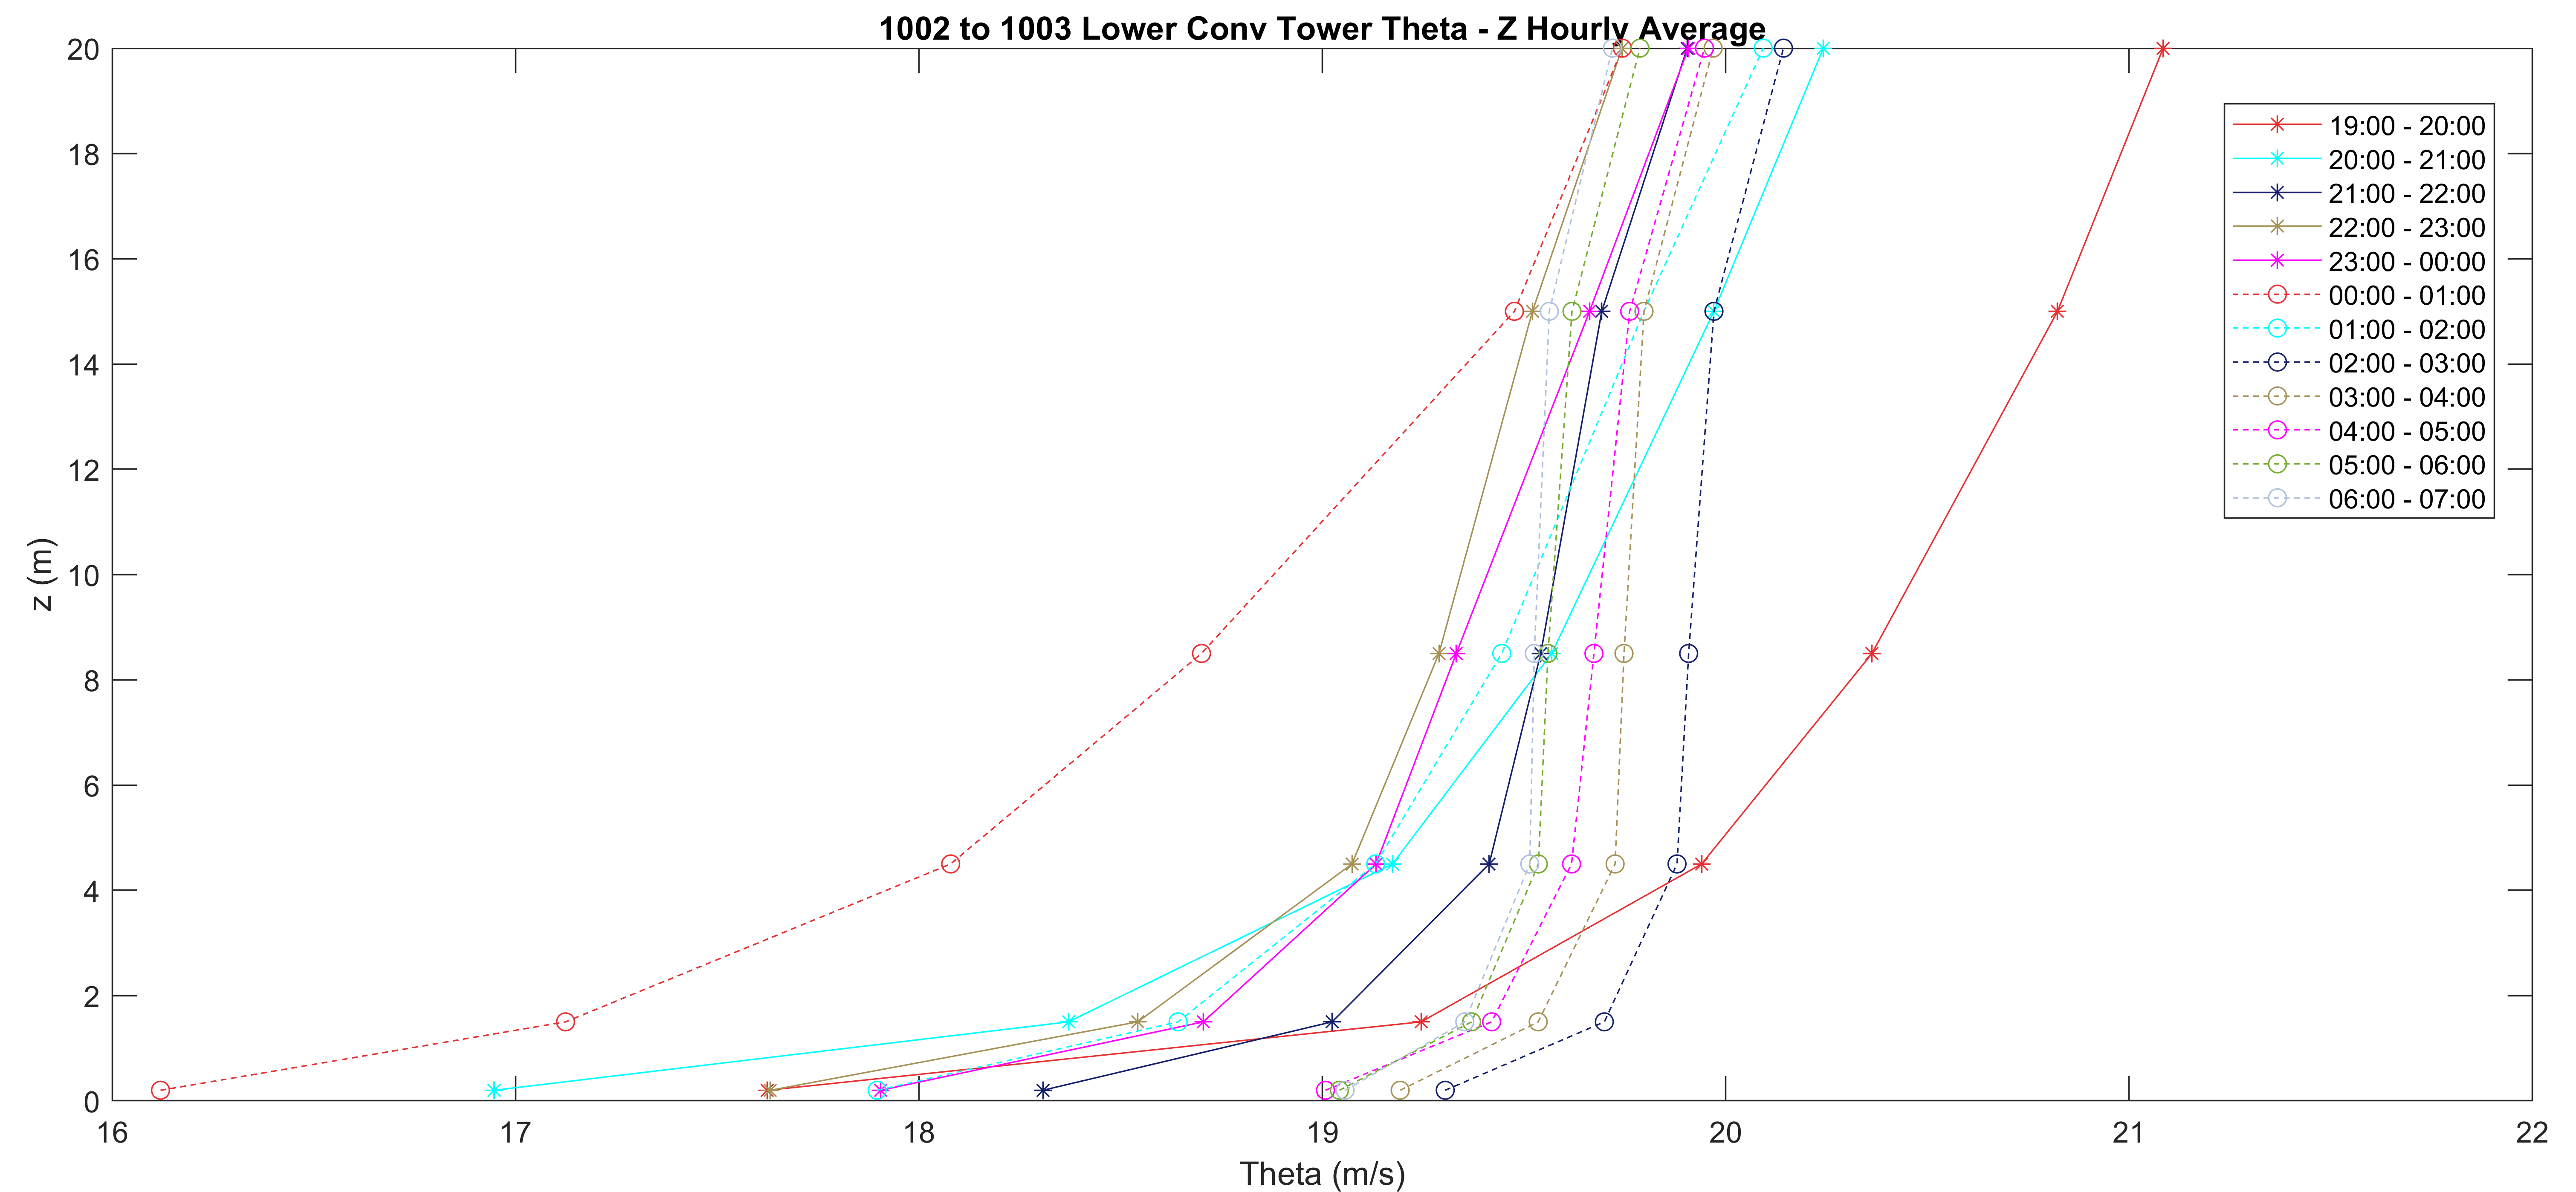 1002 to 1003 Lower Conv Tower Theta - Z Hourly Average
20
18
16
14
12
10
8
6
4
2
0
z (m)
19:00 - 20:00
20:00 - 21:00
21:00 - 22:00
22:00 - 23:00
23:00 - 00:00
00:00 - 01:00
01:00 - 02:00
02:00 - 03:00
03:00 - 04:00
04:00 - 05:00
05:00 - 06:00
06:00 - 07:00
16 17 18 19 20 21 22
Theta (m/s)